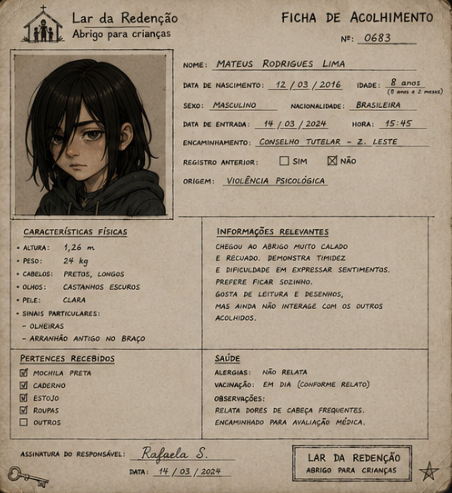 Lar da Redenção
Abrigo para crianças
FICHA DE ACOLHIMENTO
Nº: 0683
NOME: MATEUS RODRIGUES LIMA
DATA DE NASCIMENTO: 12 / 03 / 2016 IDADE: 8 anos
(8 anos e 2 meses)
SEXO: MASCULINO NACIONALIDADE: BRASILEIRA
DATA DE ENTRADA: 14 / 03 / 2024 HORA: 15:45
ENCAMINHAMENTO: CONSELHO TUTELAR - Z. LESTE
REGISTRO ANTERIOR: SIM NÃO
ORIGEM: VIOLÊNCIA PSICOLÓGICA
CARACTERÍSTICAS FÍSICAS
• ALTURA: 1,26 m
• PESO: 24 kg
• CABELOS: PRETOS, LONGOS
• OLHOS: CASTANHOS ESCUROS
• PELE: CLARA
• SINAIS PARTICULARES:
- OLHEIRAS
- ARRANHÃO ANTIGO NO BRAÇO
INFORMAÇÕES RELEVANTES
CHEGOU AO ABRIGO MUITO CALADO
E RECUADO. DEMONSTRA TIMIDEZ
E DIFICULDADE EM EXPRESSAR SENTIMENTOS.
PREFERE FICAR SOZINHO.
GOSTA DE LEITURA E DESENHOS,
MAS AINDA NÃO INTERAGE COM OS OUTROS
ACOLHIDOS.
PERTENCES RECEBIDOS
MOCHILA PRETA
CADERNO
ESTOJO
ROUPAS
OUTROS
SAÚDE
ALERGIAS: NÃO RELATA
VACINAÇÃO: EM DIA (CONFORME RELATO)
OBSERVAÇÕES:
RELATA DORES DE CABEÇA FREQUENTES.
ENCAMINHADO PARA AVALIAÇÃO MÉDICA.
ASSINATURA DO RESPONSÁVEL: Rafaela S.
DATA: 14 / 03 / 2024
LAR DA REDENÇÃO
ABRIGO PARA CRIANÇAS